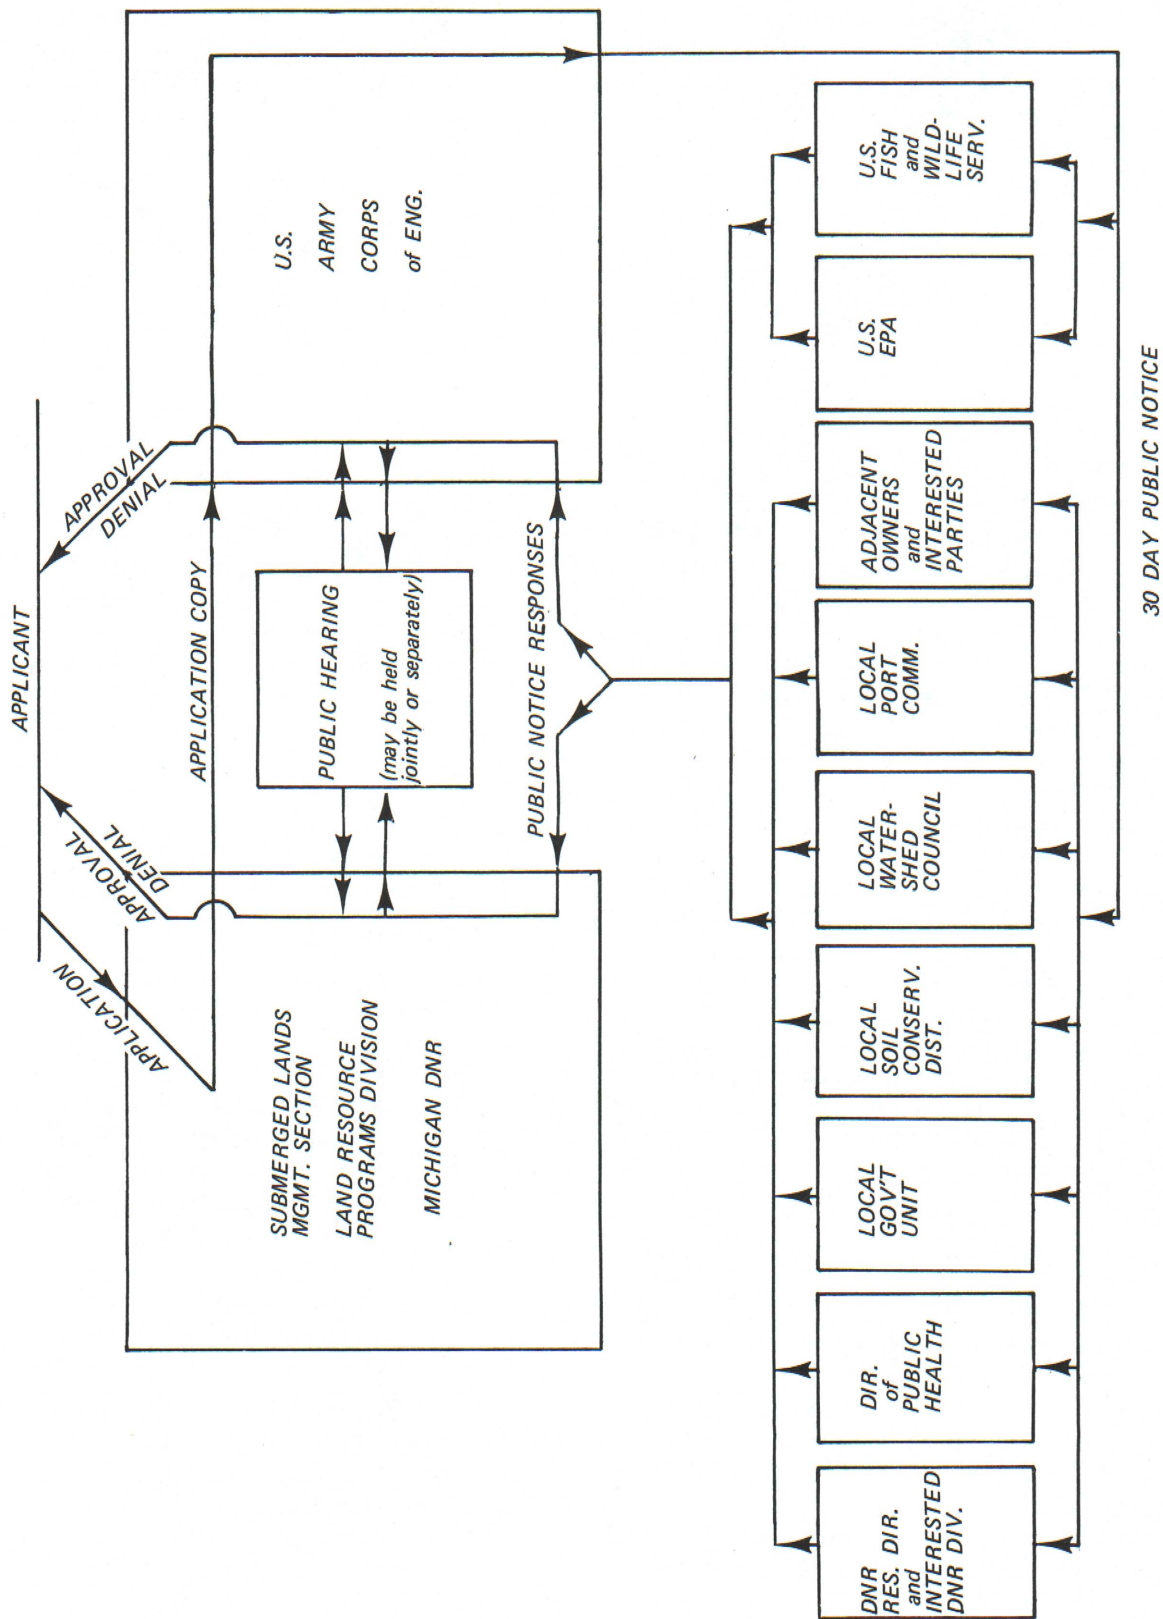 APPLICANT
APPLICATION
APPROVAL
DENIAL
APPROVAL
DENIAL
APPLICATION COPY
SUBMERGED LANDS
MGMT. SECTION
LAND RESOURCE
PROGRAMS DIVISION
MICHIGAN DNR
PUBLIC HEARING
(may be held
jointly or separately)
U.S.
ARMY
CORPS
of ENG.
PUBLIC NOTICE RESPONSES
DNR
RES. DIR.
and
INTERESTED
DNR DIV.
DIR.
of
PUBLIC
HEALTH
LOCAL
GOV'T
UNIT
LOCAL
SOIL
CONSERV.
DIST.
LOCAL
WATER-
SHED
COUNCIL
LOCAL
PORT
COMM.
ADJACENT
OWNERS
and
INTERESTED
PARTIES
U.S.
EPA
U.S.
FISH
and
WILD-
LIFE
SERV.
30 DAY PUBLIC NOTICE